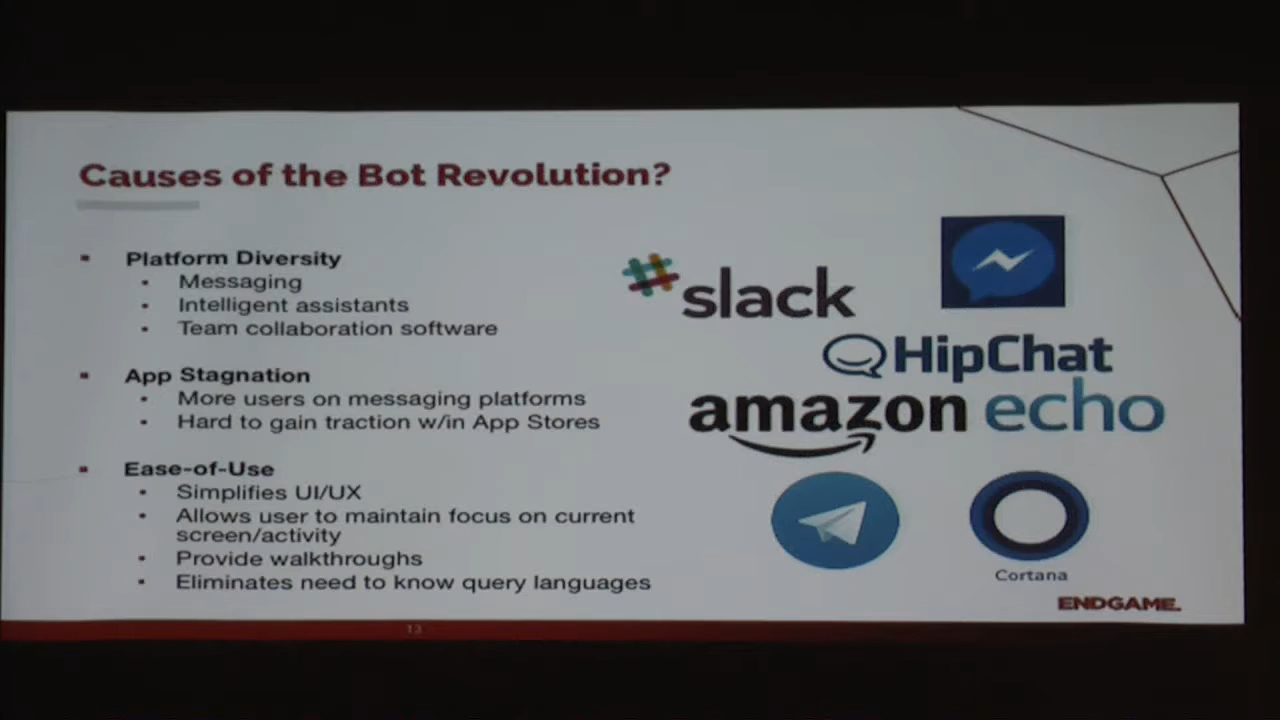 Causes of the Bot Revolution?
Platform Diversity
Messaging
Intelligent assistants
Team collaboration software
App Stagnation
More users on messaging platforms
Hard to gain traction w/in App Stores
Ease-of-Use
Simplifies UI/UX
Allows user to maintain focus on current
screen/activity
Provide walkthroughs
Eliminates need to know query languages
slack
HipChat
amazon echo
Cortana
ENDGAME.